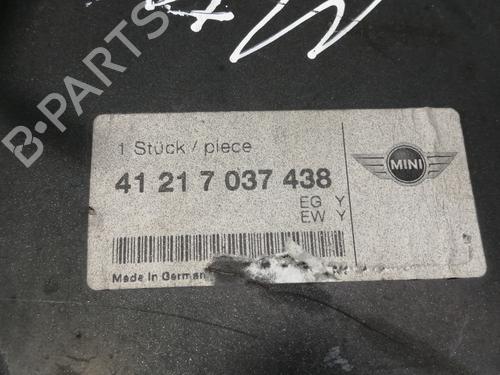 B-PARTS
1 Stück / piece
41 21 7 037 438
MINI
EG Y
EW Y
Made in German